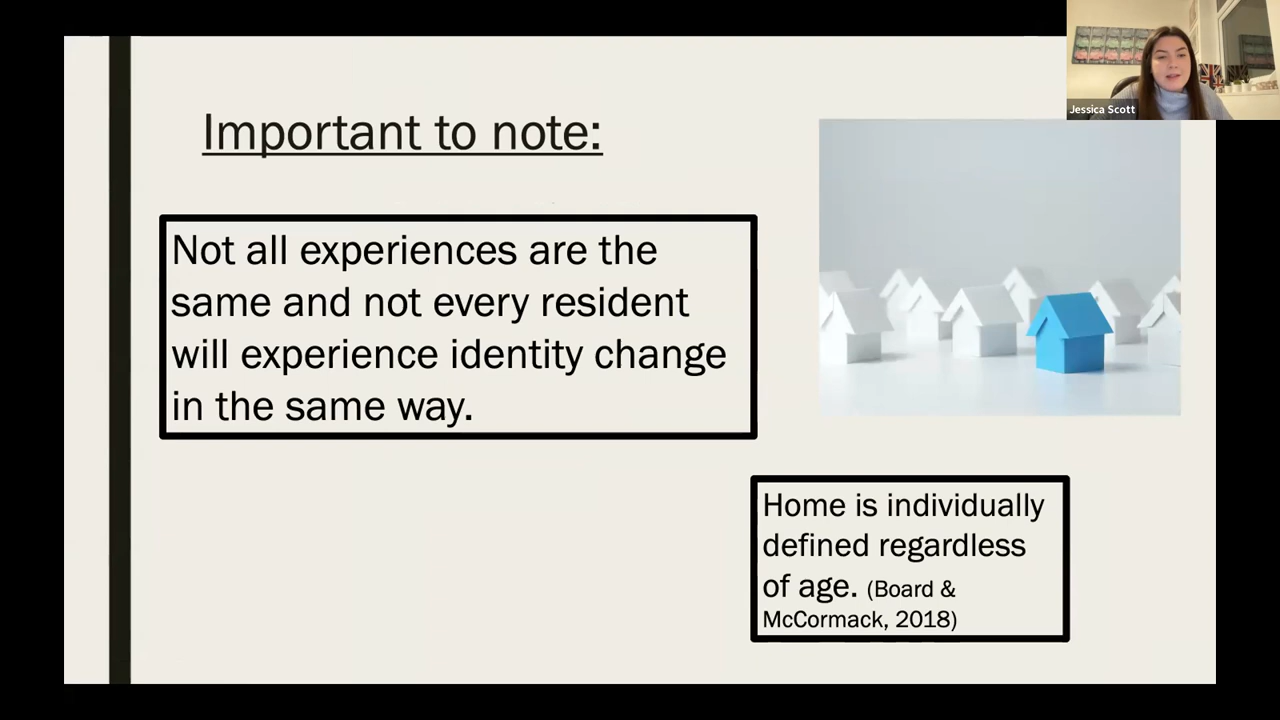 Jessica Scott
Important to note:
Not all experiences are the
same and not every resident
will experience identity change
in the same way.
Home is individually
defined regardless
of age. (Board &
McCormack, 2018)